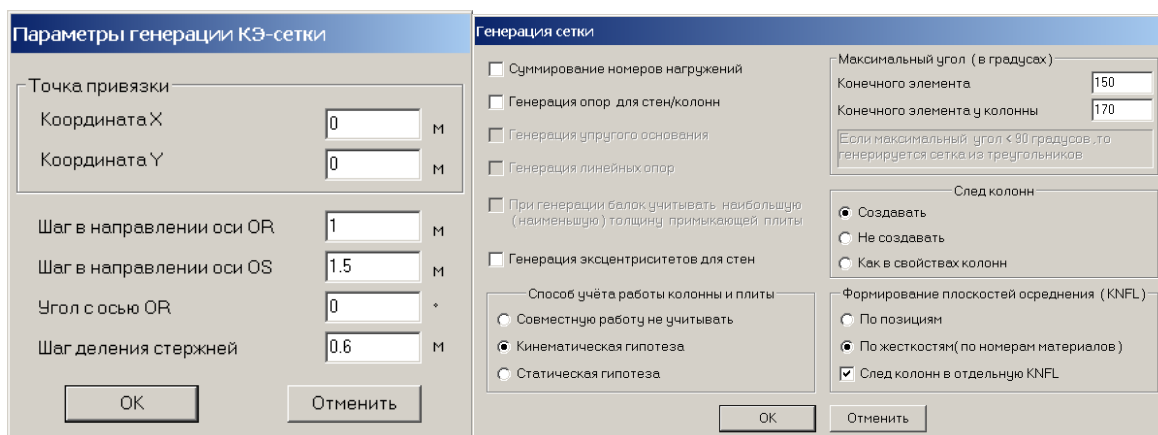 Параметры генерации КЭ-сетки
Точка привязки
Координата X 0 м
Координата Y 0 м
Шаг в направлении оси OR 1 м
Шаг в направлении оси OS 1.5 м
Угол с осью OR 0 °
Шаг деления стержней 0.6 м
OK Отменить
Генерация сетки
Суммирование номеров нагружений
Генерация опор для стен/колонн
Генерация упругого основания
Генерация линейных опор
При генерации балок учитывать наибольшую
(наименьшую) толщину примыкающей плиты
Генерация эксцентриситетов для стен
Способ учёта работы колонны и плиты
Совместную работу не учитывать
Кинематическая гипотеза
Статическая гипотеза
Максимальный угол (в градусах)
Конечного элемента 150
Конечного элемента у колонны 170
Если максимальный угол < 90 градусов ,то
генерируется сетка из треугольников
След колонн
Создавать
Не создавать
Как в свойствах колонн
Формирование плоскостей осреднения (KNFL)
По позициям
По жесткостям(по номерам материалов)
След колонн в отдельную KNFL
OK Отменить